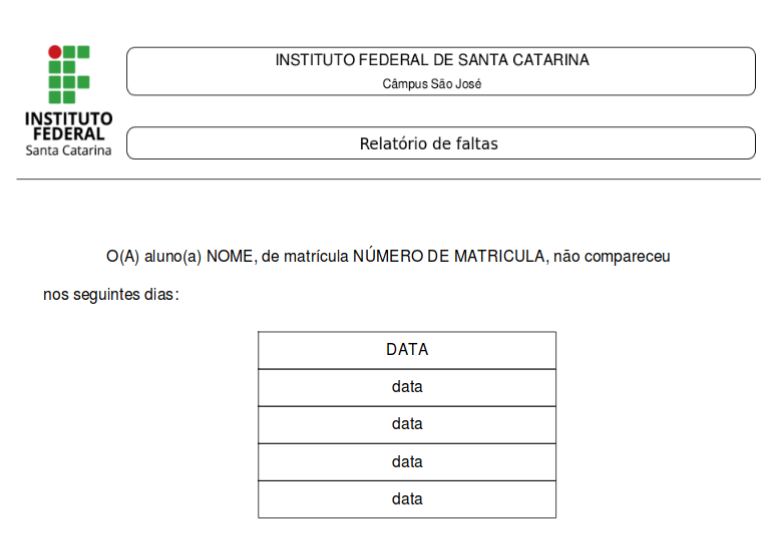 INSTITUTO
FEDERAL
Santa Catarina
INSTITUTO FEDERAL DE SANTA CATARINA
Câmpus São José
Relatório de faltas
O(A) aluno(a) NOME, de matrícula NÚMERO DE MATRICULA, não compareceu
nos seguintes dias:
DATA
data
data
data
data